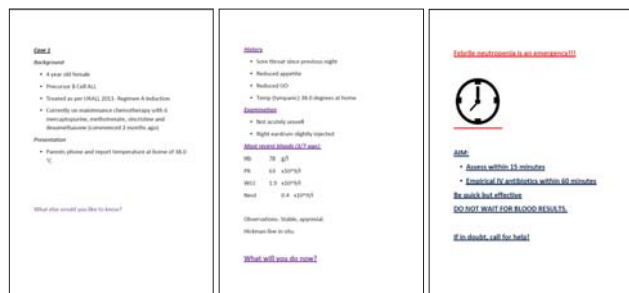 Case 1
Background
• 4 year old female
• Precursor B Cell ALL
• Treated as per UKALL 2011- Regimen A Induction
• Currently on maintenance chemotherapy with 6
mercaptopurine, methotrexate, vincristine and
dexamethasone (commenced 3 months ago)
Presentation
• Parents phone and report temperature at home of 38.0
°C
What else would you like to know?
History
• Sore throat since previous night
• Reduced appetite
• Reduced UO
• Temp (tympanic) 38.0 degrees at home
Examination
• Not acutely unwell
• Right eardrum slightly injected
Most recent bloods (3/7 ago):
Hb 78 g/l
Plt 63 x10^9/l
WCC 1.9 x10^9/l
Neut 0.4 x10^9/l
Observations- Stable, apyrexial
Hickman line in situ.
What will you do now?
Febrile neutropenia is an emergency!!!
AIM:
• Assess within 15 minutes
• Empirical IV antibiotics within 60 minutes
Be quick but effective
DO NOT WAIT FOR BLOOD RESULTS.
If in doubt, call for help!